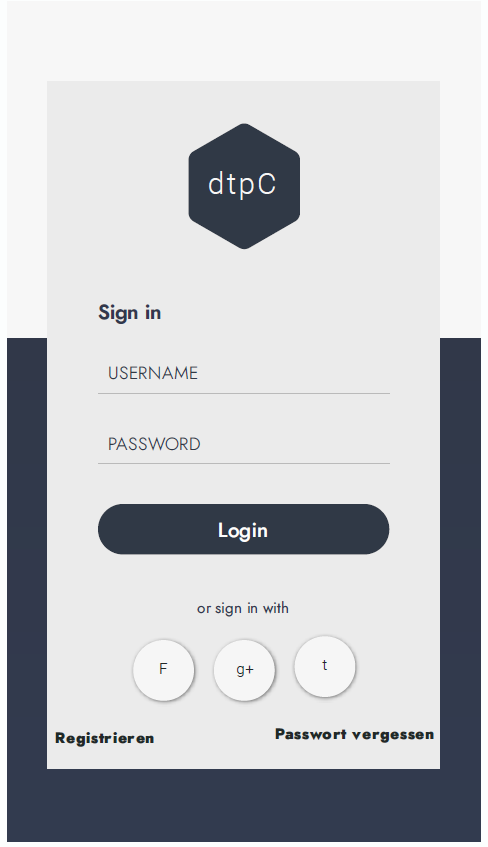 dtpC
Sign in
USERNAME
PASSWORD
Login
or sign in with
F
g+
t
Registrieren
Passwort vergessen